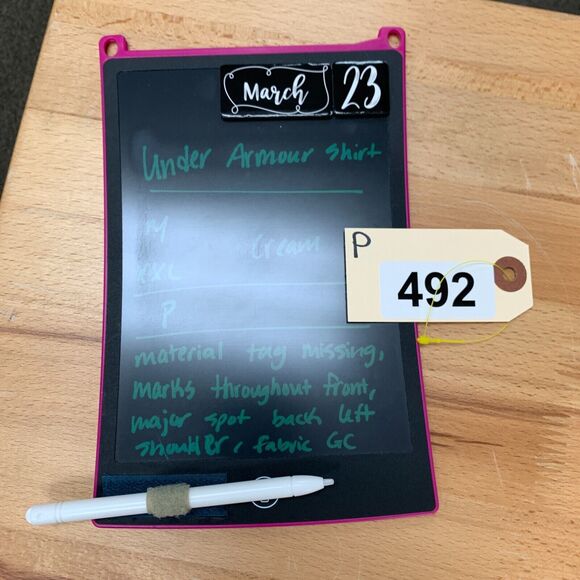 March 23
Under Armour shirt
M
Cream
XXL
P
P
492
material tag missing,
marks throughout front,
major spot back left
shoulder, fabric GC